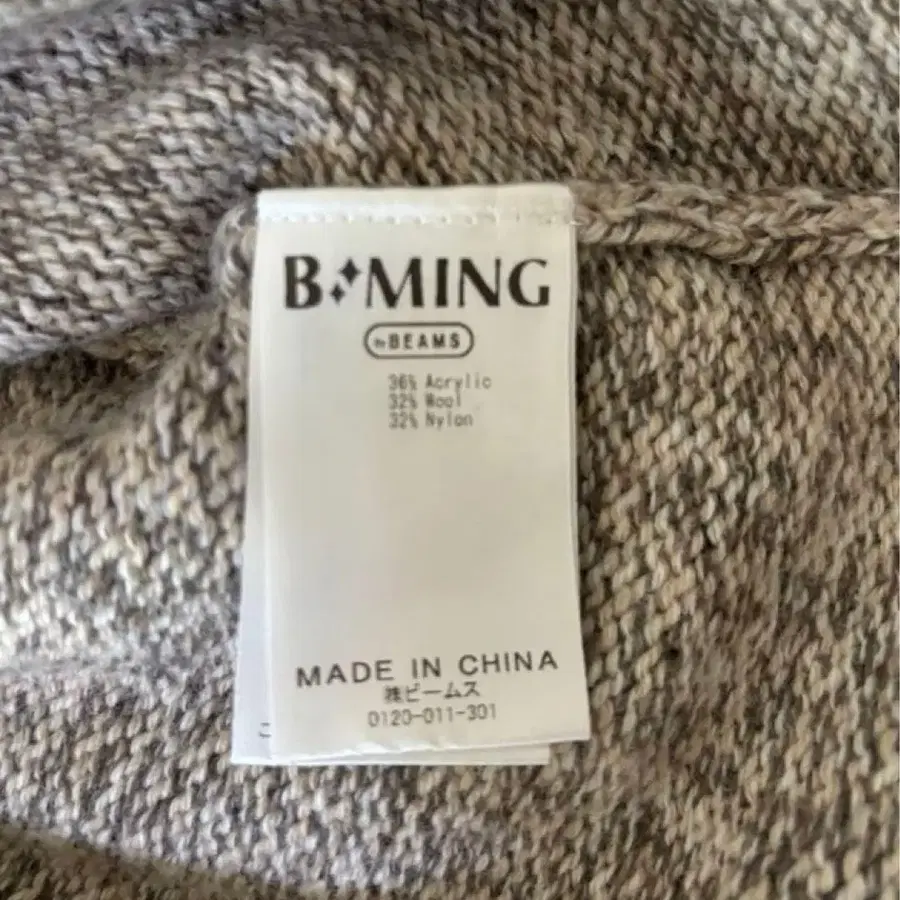 B MING
by BEAMS
36% Acrylic
32% Wool
32% Nylon
MADE IN CHINA
㈱ビームス
0120-011-301
こ